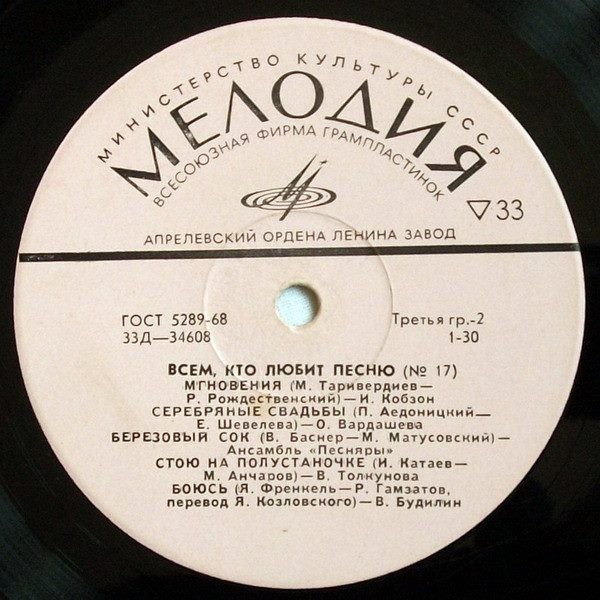 МИНИСТЕРСТВО КУЛЬТУРЫ СССР
МЕЛОДИЯ
ВСЕСОЮЗНАЯ ФИРМА ГРАМПЛАСТИНОК
▽33
АПРЕЛЕВСКИЙ ОРДЕНА ЛЕНИНА ЗАВОД
ГОСТ 5289-68
Третья гр.-2
33Д—34608
1-30
ВСЕМ, КТО ЛЮБИТ ПЕСНЮ (№ 17)
МГНОВЕНИЯ (М. Таривердиев—
Р. Рождественский)—И. Кобзон
СЕРЕБРЯНЫЕ СВАДЬБЫ (П. Аедоницкий—
Е. Шевелева)—О. Вардашева
БЕРЕЗОВЫЙ СОК (В. Баснер—М. Матусовский)—
Ансамбль «Песняры»
СТОЮ НА ПОЛУСТАНОЧКЕ (И. Катаев—
М. Анчаров)—В. Толкунова
БОЮСЬ (Я. Френкель—Р. Гамзатов,
перевод Я. Козловского)—В. Будилин